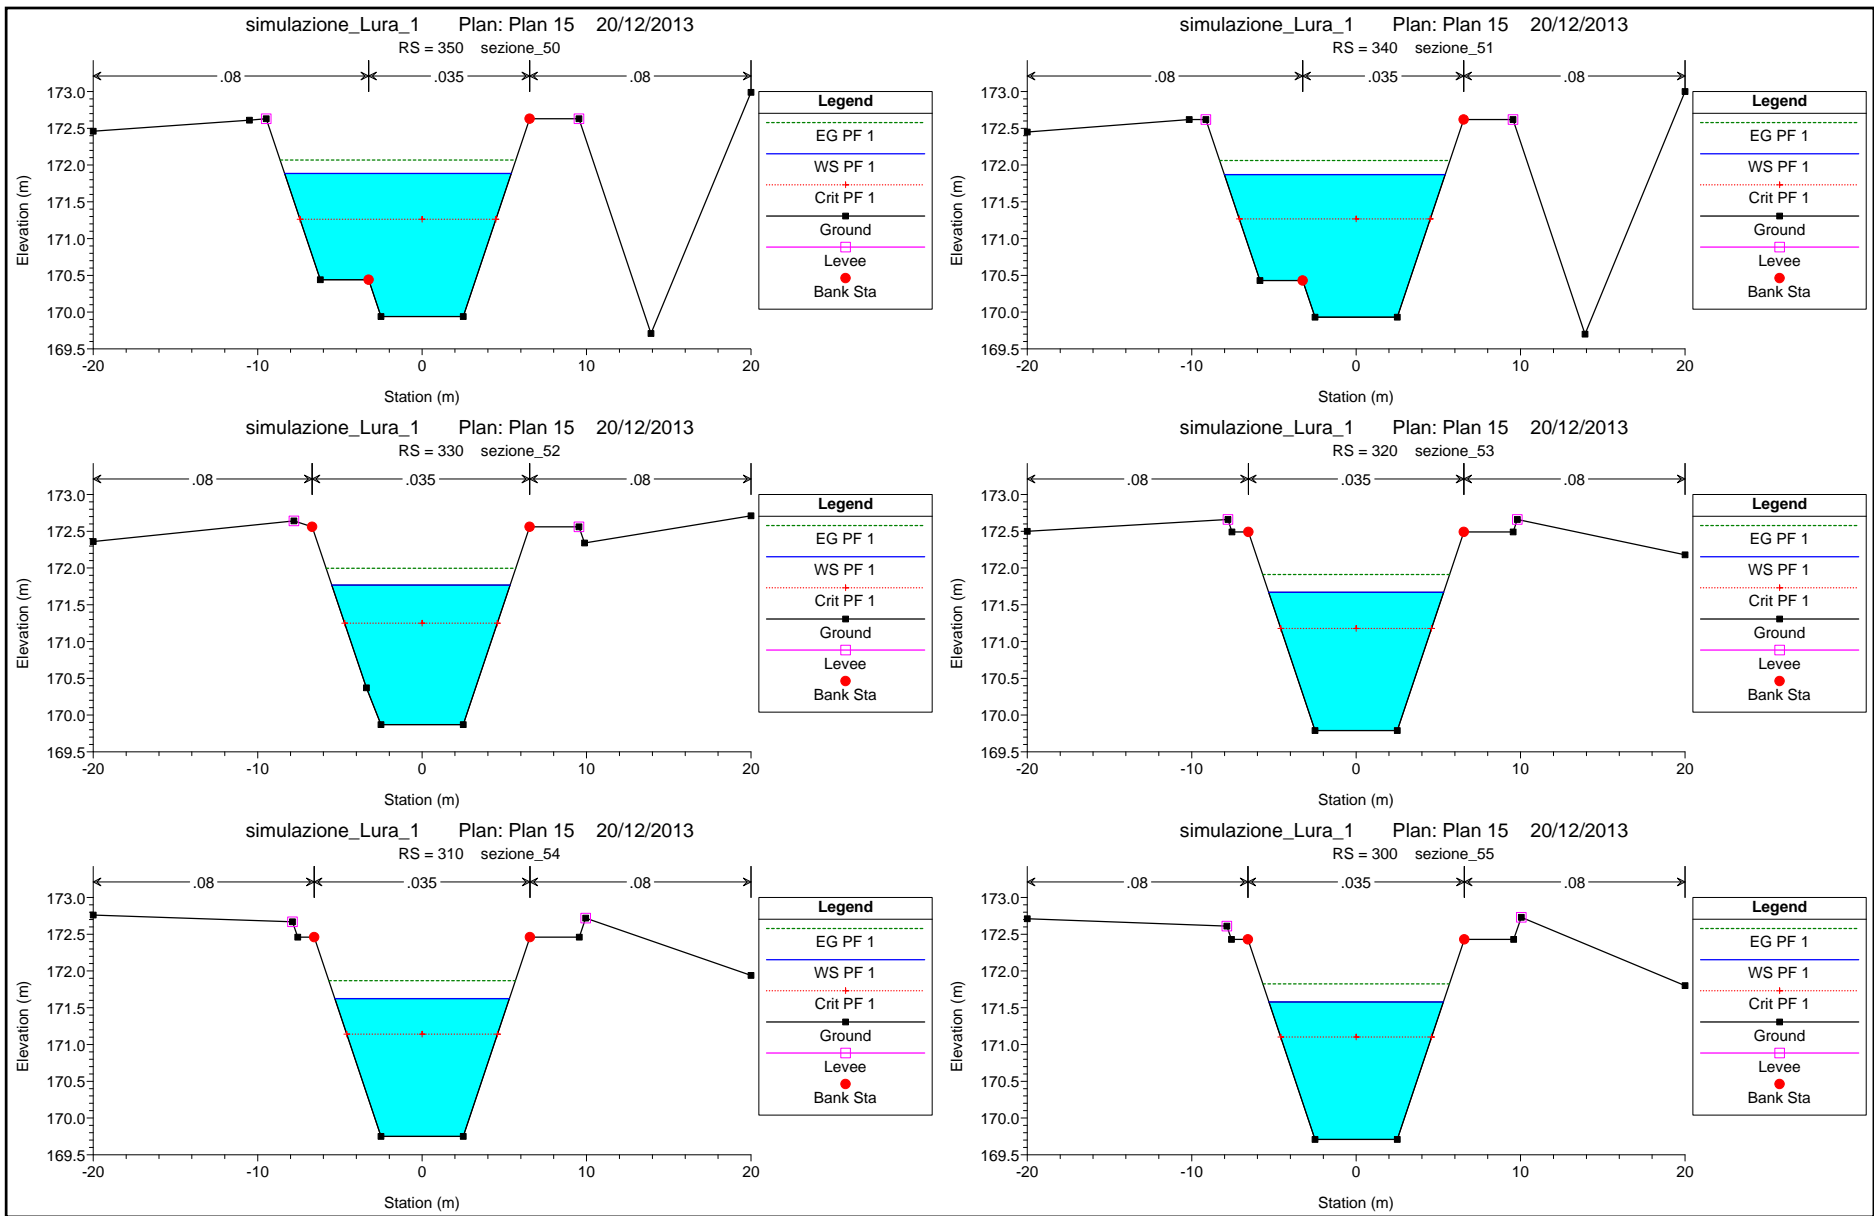 simulazione_Lura_1 Plan: Plan 15 20/12/2013
RS = 350 sezione_50
.08 .035 .08
173.0
172.5
172.0
171.5
171.0
170.5
170.0
169.5
Elevation (m)
-20 -10 0 10 20
Station (m)
Legend
EG PF 1
WS PF 1
Crit PF 1
Ground
Levee
Bank Sta
simulazione_Lura_1 Plan: Plan 15 20/12/2013
RS = 340 sezione_51
.08 .035 .08
173.0
172.5
172.0
171.5
171.0
170.5
170.0
169.5
Elevation (m)
-20 -10 0 10 20
Station (m)
Legend
EG PF 1
WS PF 1
Crit PF 1
Ground
Levee
Bank Sta
simulazione_Lura_1 Plan: Plan 15 20/12/2013
RS = 330 sezione_52
.08 .035 .08
173.0
172.5
172.0
171.5
171.0
170.5
170.0
169.5
Elevation (m)
-20 -10 0 10 20
Station (m)
Legend
EG PF 1
WS PF 1
Crit PF 1
Ground
Levee
Bank Sta
simulazione_Lura_1 Plan: Plan 15 20/12/2013
RS = 320 sezione_53
.08 .035 .08
173.0
172.5
172.0
171.5
171.0
170.5
170.0
169.5
Elevation (m)
-20 -10 0 10 20
Station (m)
Legend
EG PF 1
WS PF 1
Crit PF 1
Ground
Levee
Bank Sta
simulazione_Lura_1 Plan: Plan 15 20/12/2013
RS = 310 sezione_54
.08 .035 .08
173.0
172.5
172.0
171.5
171.0
170.5
170.0
169.5
Elevation (m)
-20 -10 0 10 20
Station (m)
Legend
EG PF 1
WS PF 1
Crit PF 1
Ground
Levee
Bank Sta
simulazione_Lura_1 Plan: Plan 15 20/12/2013
RS = 300 sezione_55
.08 .035 .08
173.0
172.5
172.0
171.5
171.0
170.5
170.0
169.5
Elevation (m)
-20 -10 0 10 20
Station (m)
Legend
EG PF 1
WS PF 1
Crit PF 1
Ground
Levee
Bank Sta